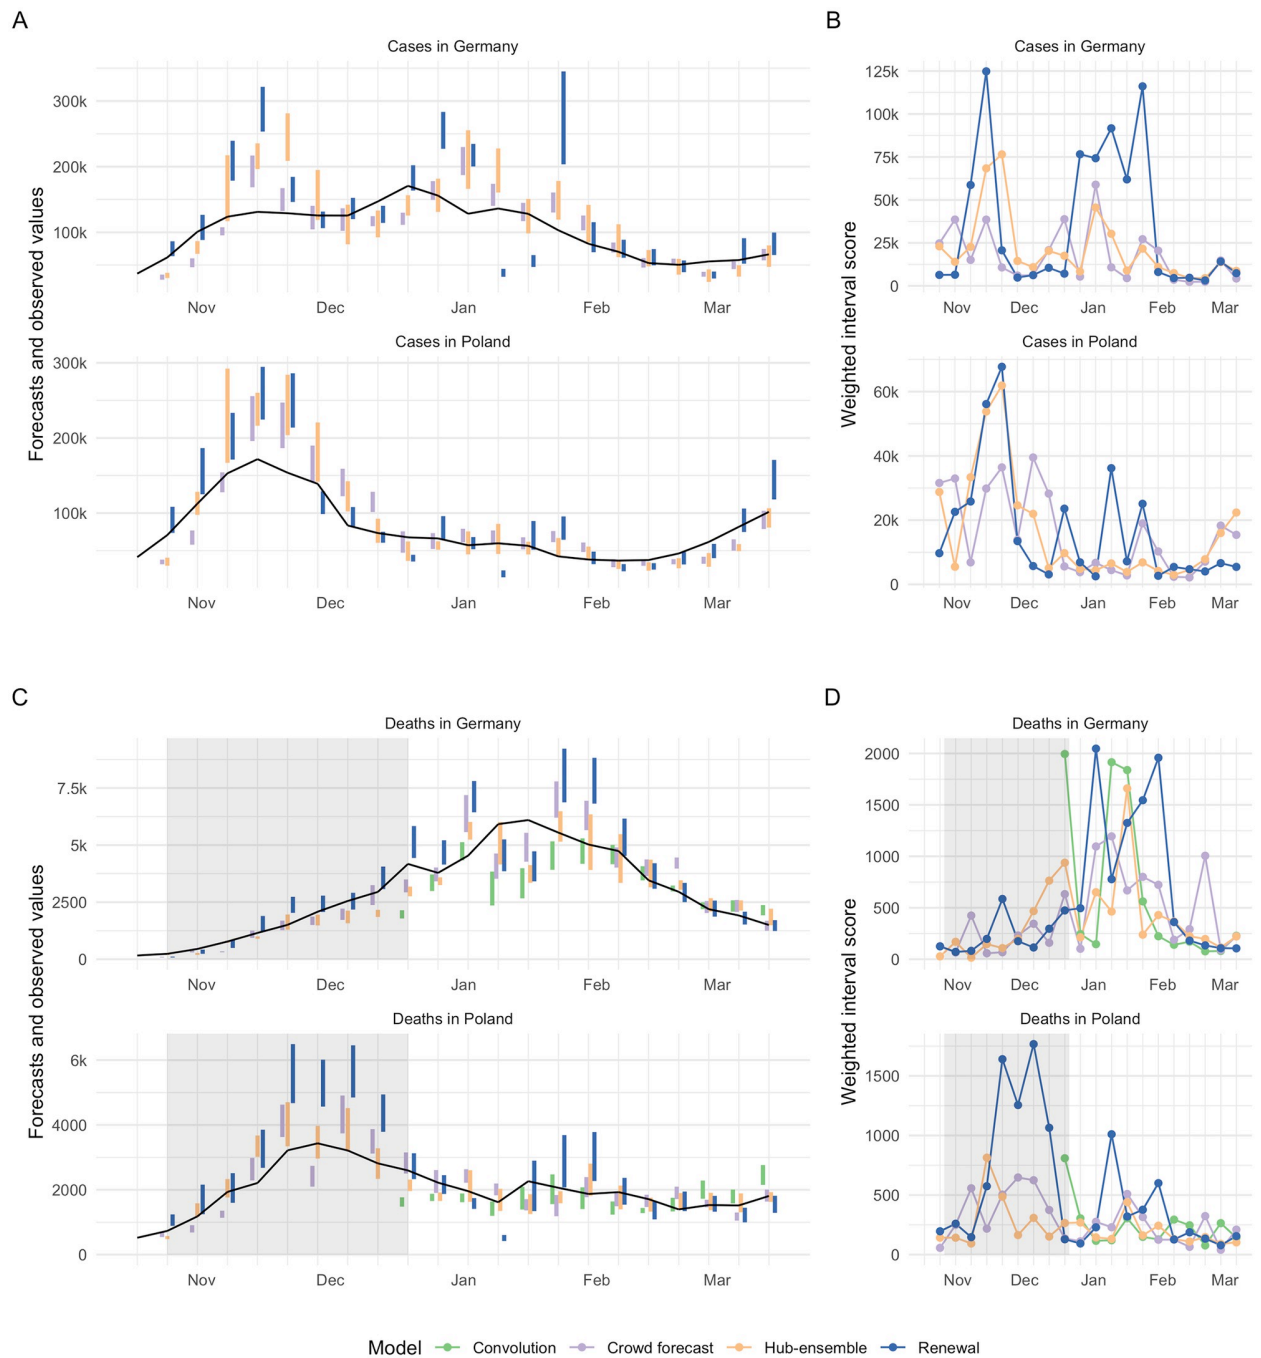 A
B
Cases in Germany
Cases in Germany
Forecasts and observed values
Weighted interval score
300k
200k
100k
Nov Dec Jan Feb Mar
125k
100k
75k
50k
25k
0
Nov Dec Jan Feb Mar
Cases in Poland
Cases in Poland
300k
200k
100k
Nov Dec Jan Feb Mar
60k
40k
20k
0
Nov Dec Jan Feb Mar
C
D
Deaths in Germany
Deaths in Germany
Forecasts and observed values
Weighted interval score
7.5k
5k
2500
0
Nov Dec Jan Feb Mar
2000
1500
1000
500
0
Nov Dec Jan Feb Mar
Deaths in Poland
Deaths in Poland
6k
4000
2000
0
Nov Dec Jan Feb Mar
1500
1000
500
0
Nov Dec Jan Feb Mar
Model Convolution Crowd forecast Hub-ensemble Renewal